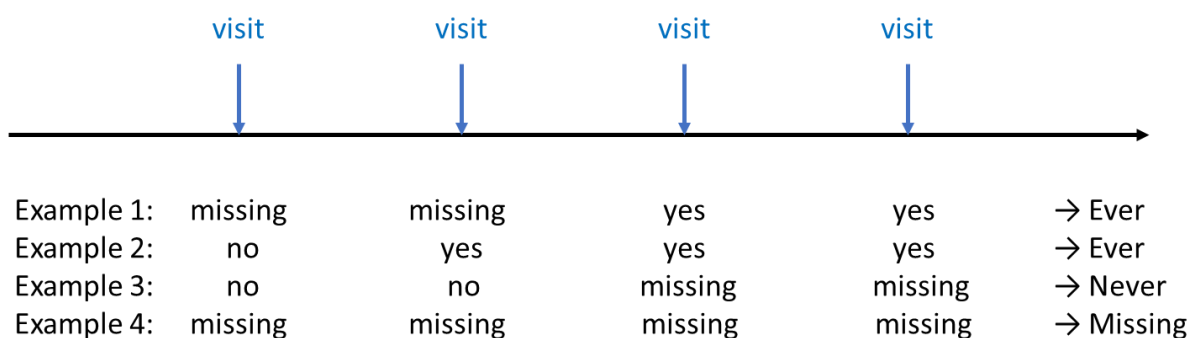 visit visit visit visit
Example 1: missing missing yes yes → Ever
Example 2: no yes yes yes → Ever
Example 3: no no missing missing → Never
Example 4: missing missing missing missing → Missing